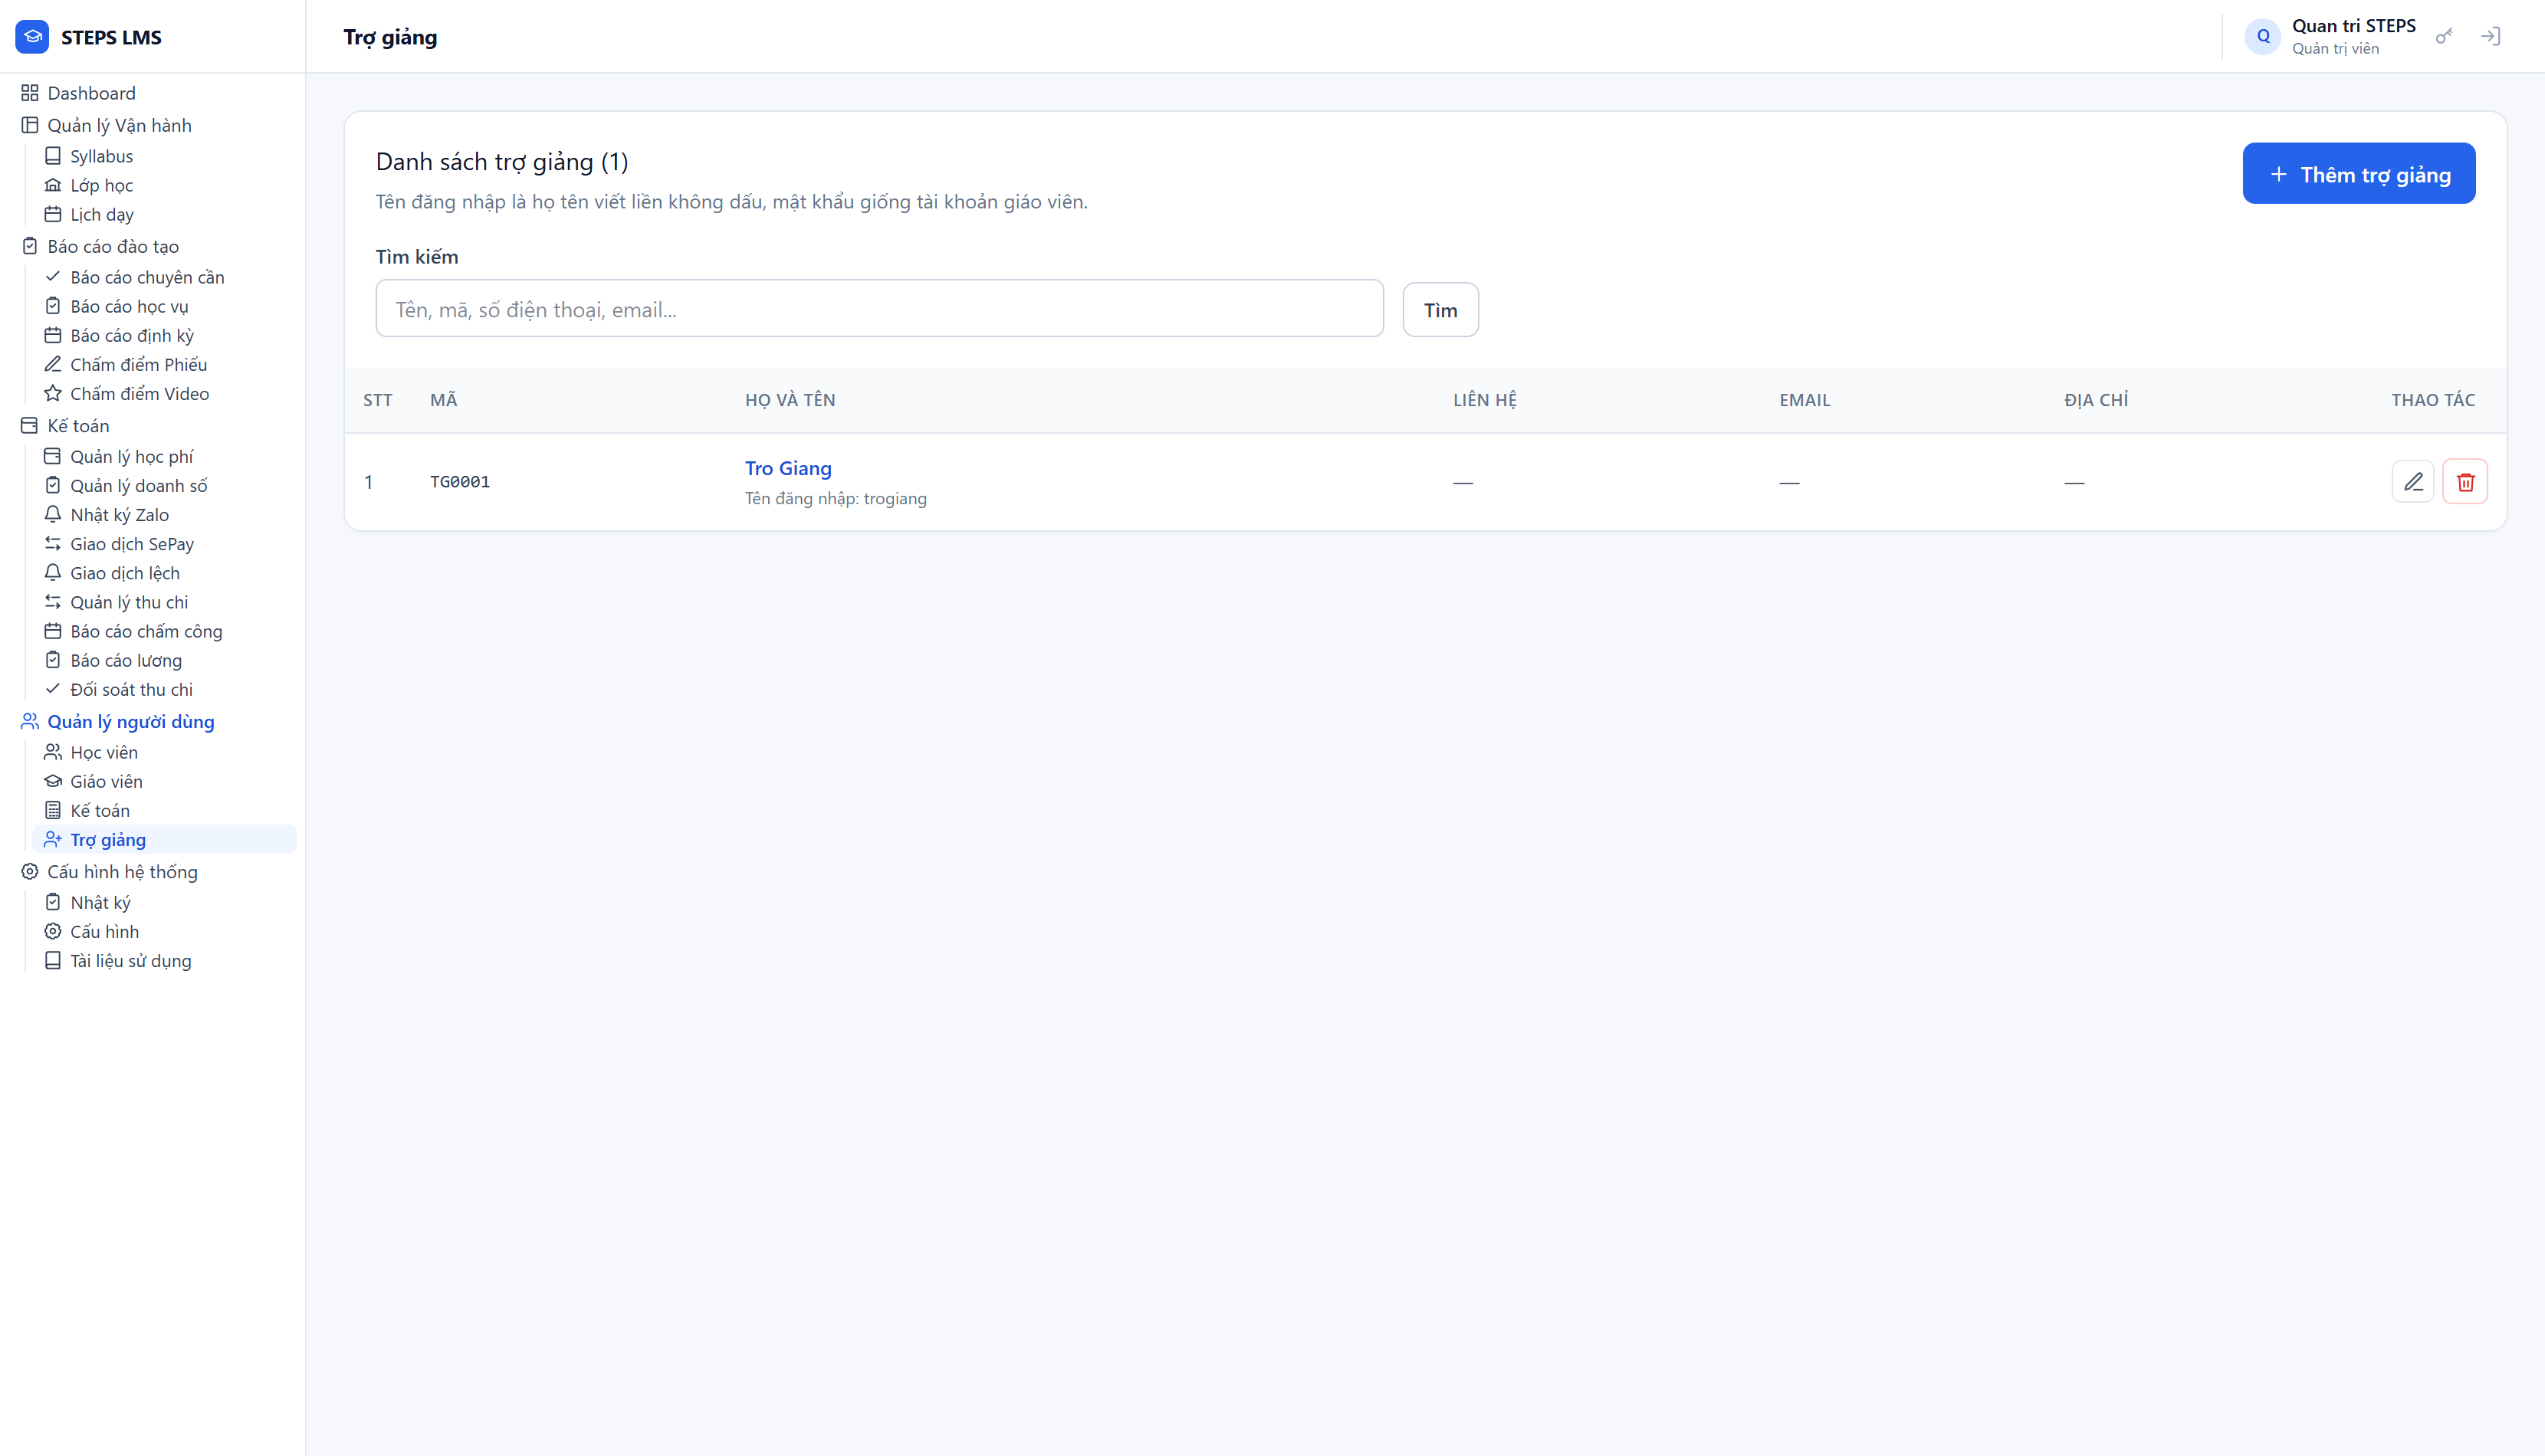 STEPS LMS
Trợ giảng
Q
Quan tri STEPS
Quản trị viên
Dashboard
Quản lý Vận hành
Syllabus
Lớp học
Lịch dạy
Báo cáo đào tạo
Báo cáo chuyên cần
Báo cáo học vụ
Báo cáo định kỳ
Chấm điểm Phiếu
Chấm điểm Video
Kế toán
Quản lý học phí
Quản lý doanh số
Nhật ký Zalo
Giao dịch SePay
Giao dịch lệch
Quản lý thu chi
Báo cáo chấm công
Báo cáo lương
Đối soát thu chi
Quản lý người dùng
Học viên
Giáo viên
Kế toán
Trợ giảng
Cấu hình hệ thống
Nhật ký
Cấu hình
Tài liệu sử dụng
Danh sách trợ giảng (1)
Tên đăng nhập là họ tên viết liền không dấu, mật khẩu giống tài khoản giáo viên.
+ Thêm trợ giảng
Tìm kiếm
Tên, mã, số điện thoại, email...
Tìm
STT MÃ HỌ VÀ TÊN LIÊN HỆ EMAIL ĐỊA CHỈ THAO TÁC
1 TG0001 Tro Giang — — —
Tên đăng nhập: trogiang